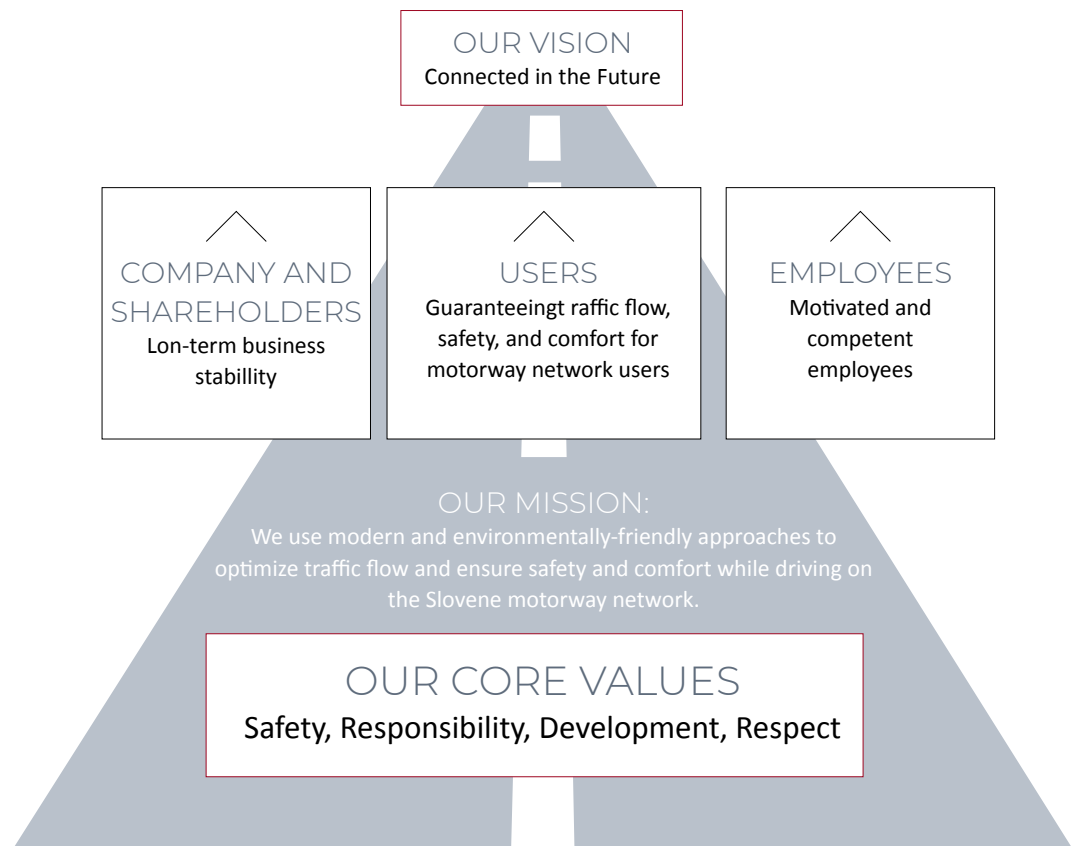 OUR VISION
Connected in the Future
COMPANY AND
SHAREHOLDERS
Lon-term business
stabillity
USERS
Guaranteeingt raffic flow,
safety, and comfort for
motorway network users
EMPLOYEES
Motivated and
competent
employees
OUR MISSION:
We use modern and environmentally-friendly approaches to
optimize traffic flow and ensure safety and comfort while driving on
the Slovene motorway network.
OUR CORE VALUES
Safety, Responsibility, Development, Respect